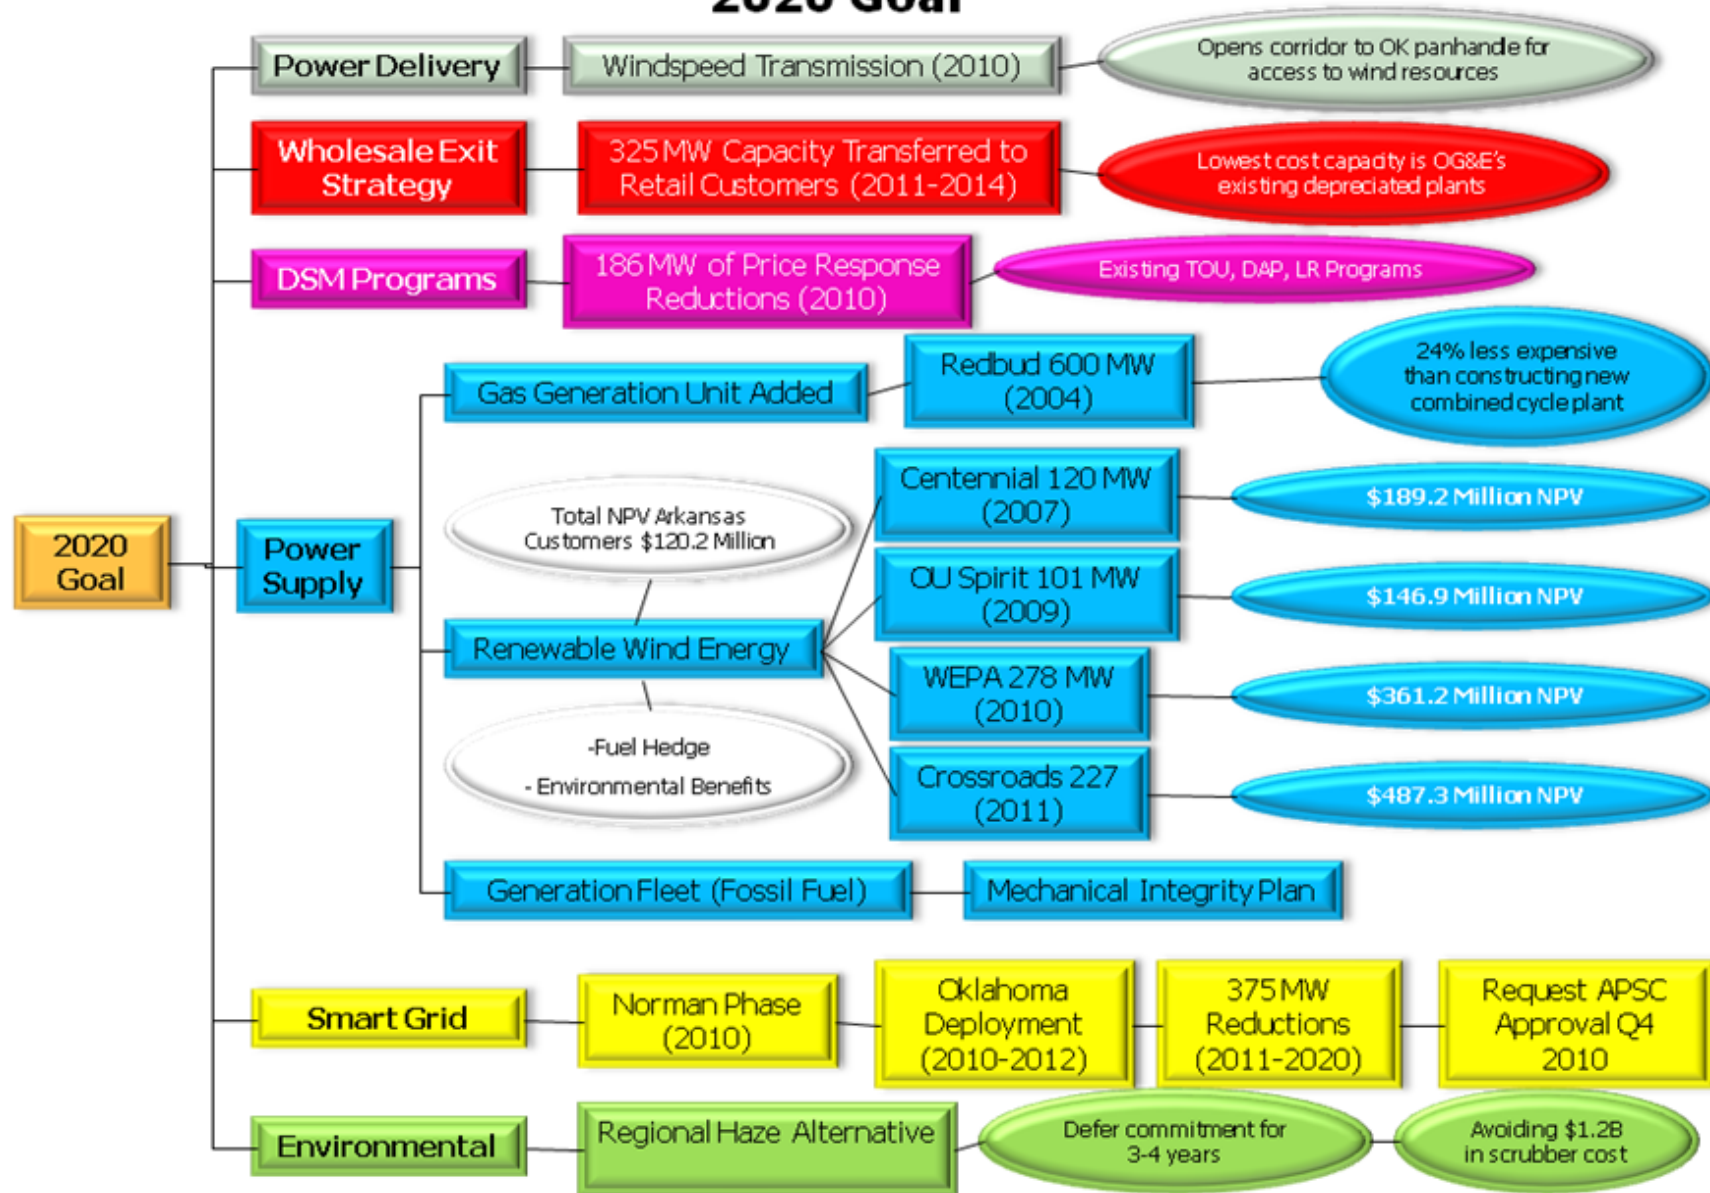 2020 Goal
Power Delivery
Windspeed Transmission (2010)
Opens corridor to OK panhandle for
access to wind resources
Wholesale Exit
Strategy
325 MW Capacity Transferred to
Retail Customers (2011-2014)
Lowest cost capacity is OG&E's
existing depreciated plants
DSM Programs
186 MW of Price Response
Reductions (2010)
Existing TOU, DAP, LR Programs
2020
Goal
Power
Supply
Gas Generation Unit Added
Redbud 600 MW
(2004)
24% less expensive
than constructing new
combined cycle plant
Total NPV Arkansas
Customers $120.2 Million
Renewable Wind Energy
-Fuel Hedge
- Environmental Benefits
Centennial 120 MW
(2007)
$189.2 Million NPV
OU Spirit 101 MW
(2009)
$146.9 Million NPV
WEPA 278 MW
(2010)
$361.2 Million NPV
Crossroads 227
(2011)
$487.3 Million NPV
Generation Fleet (Fossil Fuel)
Mechanical Integrity Plan
Smart Grid
Norman Phase
(2010)
Oklahoma
Deployment
(2010-2012)
375 MW
Reductions
(2011-2020)
Request APSC
Approval Q4
2010
Environmental
Regional Haze Alternative
Defer commitment for
3-4 years
Avoiding $1.2B
in scrubber cost